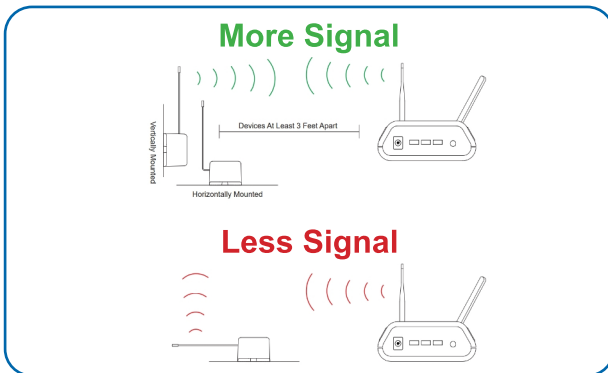 More Signal
Devices At Least 3 Feet Apart
Vertically Mounted
Horizontally Mounted
Less Signal